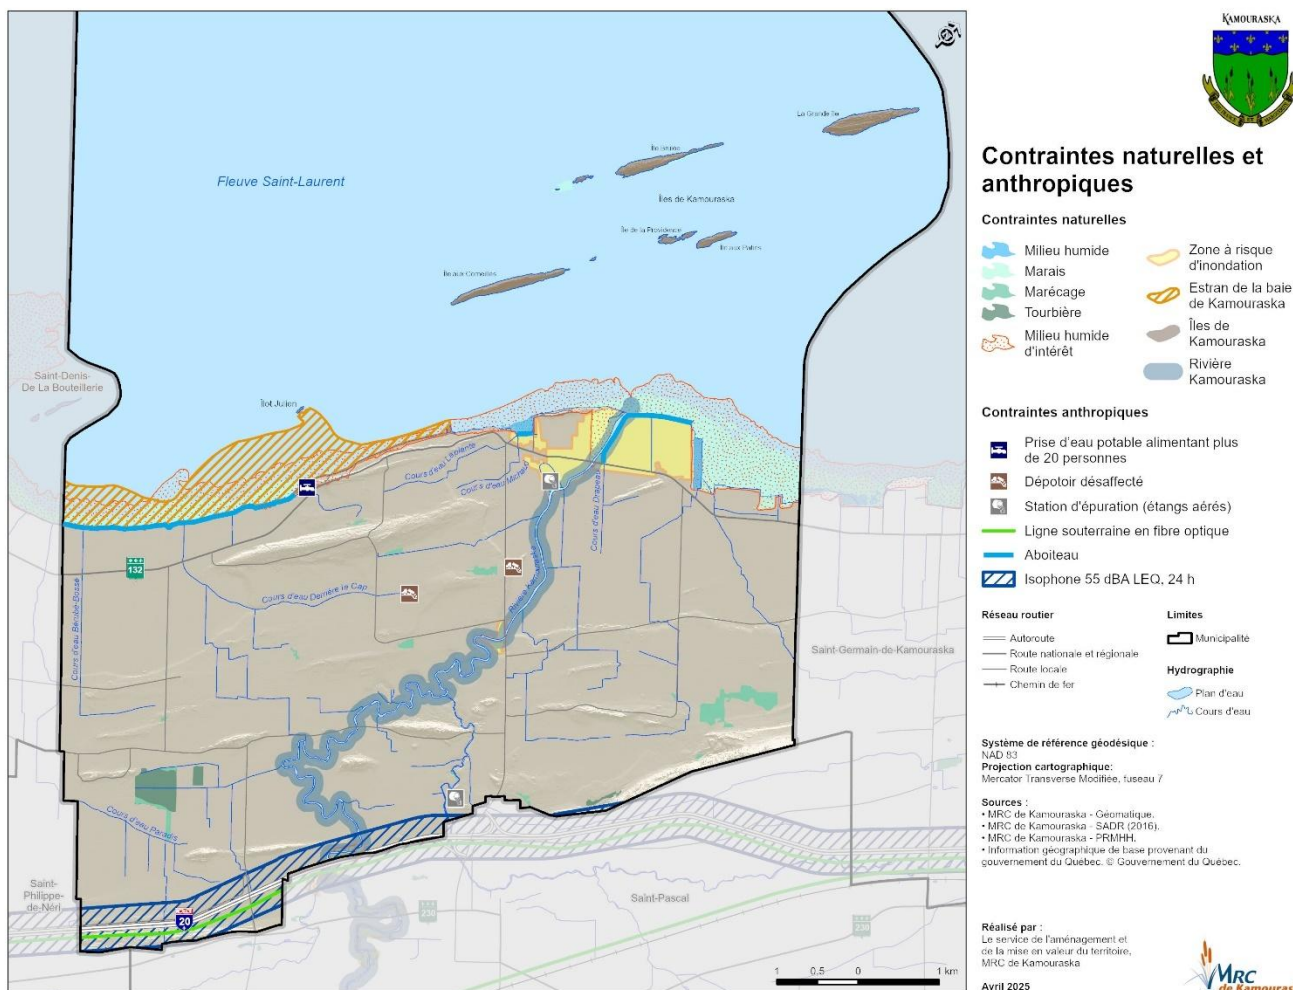 KAMOURASKA
Contraintes naturelles et
anthropiques
Contraintes naturelles
Milieu humide
Marais
Marécage
Tourbière
Milieu humide
d'intérêt
Zone à risque
d'inondation
Estran de la baie
de Kamouraska
Îles de
Kamouraska
Rivière
Kamouraska
Contraintes anthropiques
Prise d'eau potable alimentant plus
de 20 personnes
Dépotoir désaffecté
Station d'épuration (étangs aérés)
Ligne souterraine en fibre optique
Aboiteau
Isophone 55 dBA LEQ, 24 h
Réseau routier
Autoroute
Route nationale et régionale
Route locale
Chemin de fer
Limites
Municipalité
Hydrographie
Plan d'eau
Cours d'eau
Système de référence géodésique :
NAD 83
Projection cartographique:
Mercator Transverse Modifiée, fuseau 7
Sources :
• MRC de Kamouraska - Géomatique.
• MRC de Kamouraska - SADR (2016).
• MRC de Kamouraska - PRMHH.
• Information géographique de base provenant du
gouvernement du Québec. © Gouvernement du Québec.
Réalisé par :
Le service de l'aménagement et
de la mise en valeur du territoire,
MRC de Kamouraska
Avril 2025
MRC
de Kamouras
La Grande Île
Île Brûlée
Fleuve Saint-Laurent
Îles de Kamouraska
Île de la Providence
Île aux Patins
Île aux Corneilles
Saint-Denis-
De La Bouteillerie
Îlot Julien
Cours d'eau Michaud
Cours d'eau Drapeau
132
Cours d'eau Derrière le Cap
Rivière Kamouraska
Saint-Germain-de-Kamouraska
Cours d'eau Paradis
Saint-
Philippe-
de-Néri
20
Saint-Pascal
230
230
1 0.5 0 1 km